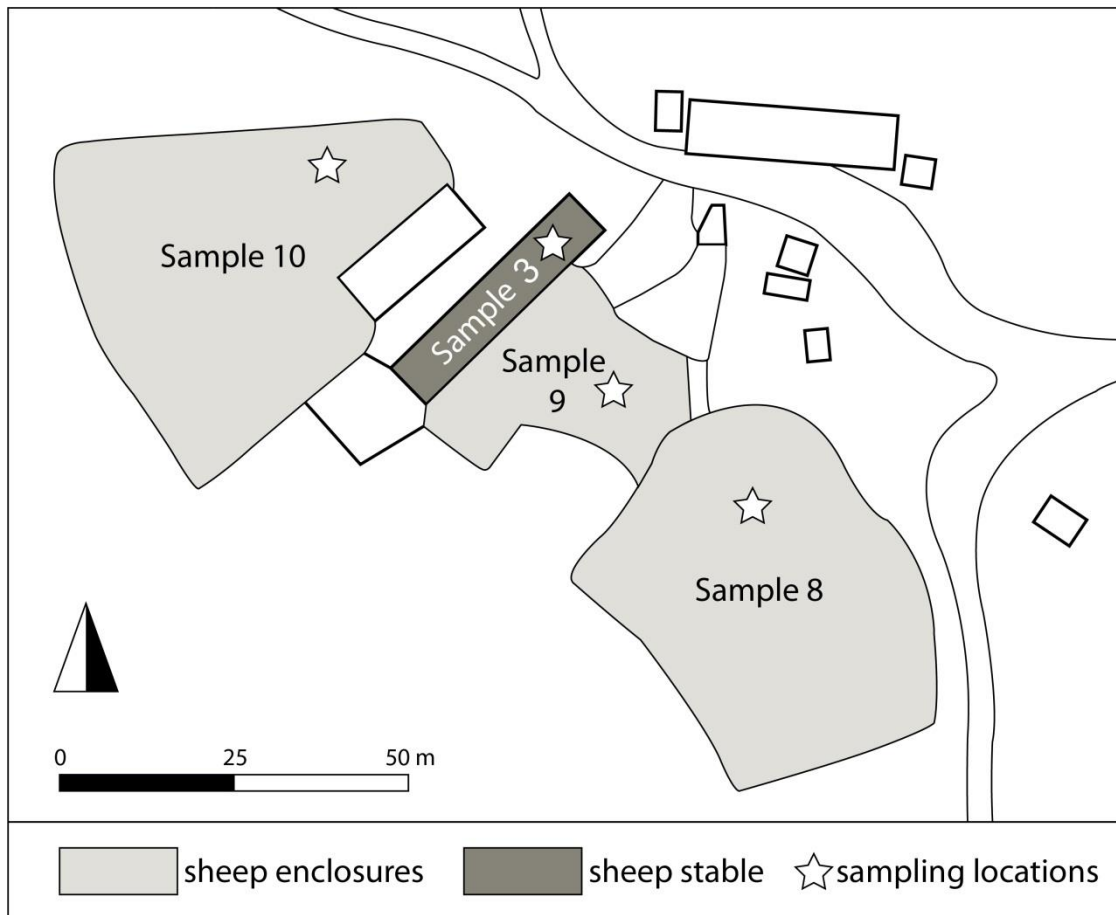 Sample 10
Sample 3
Sample
9
Sample 8
0 25 50 m
sheep enclosures sheep stable sampling locations